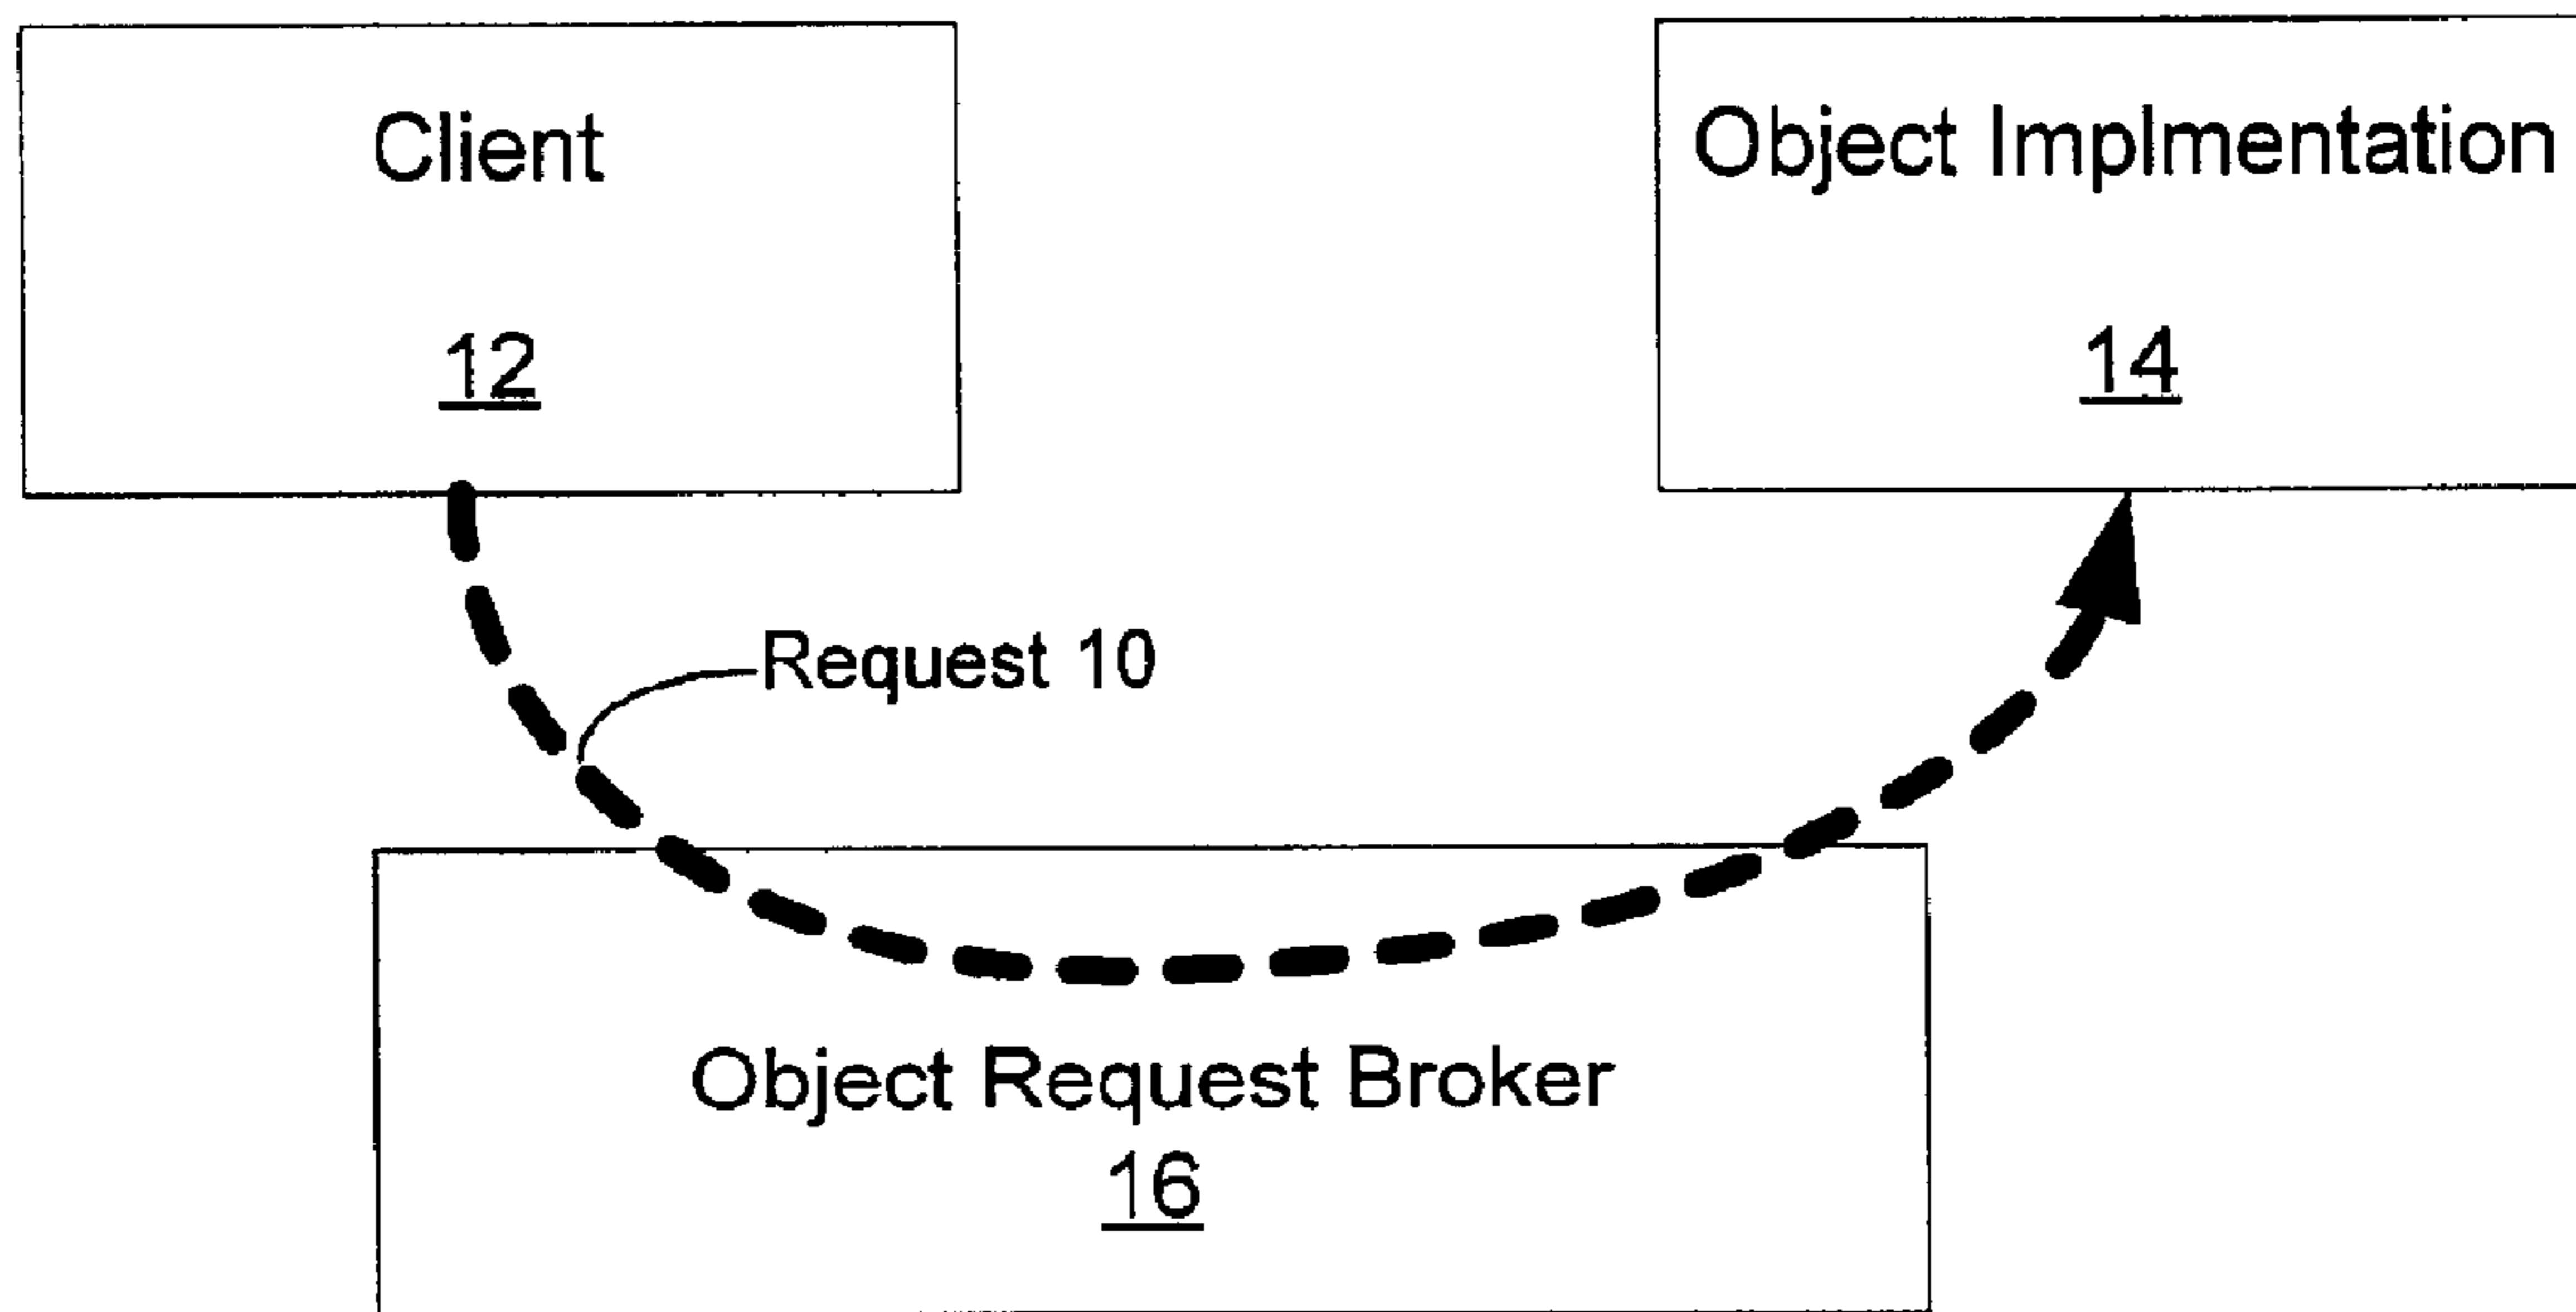 Client
12
Object Implmentation
14
Request 10
Object Request Broker
16